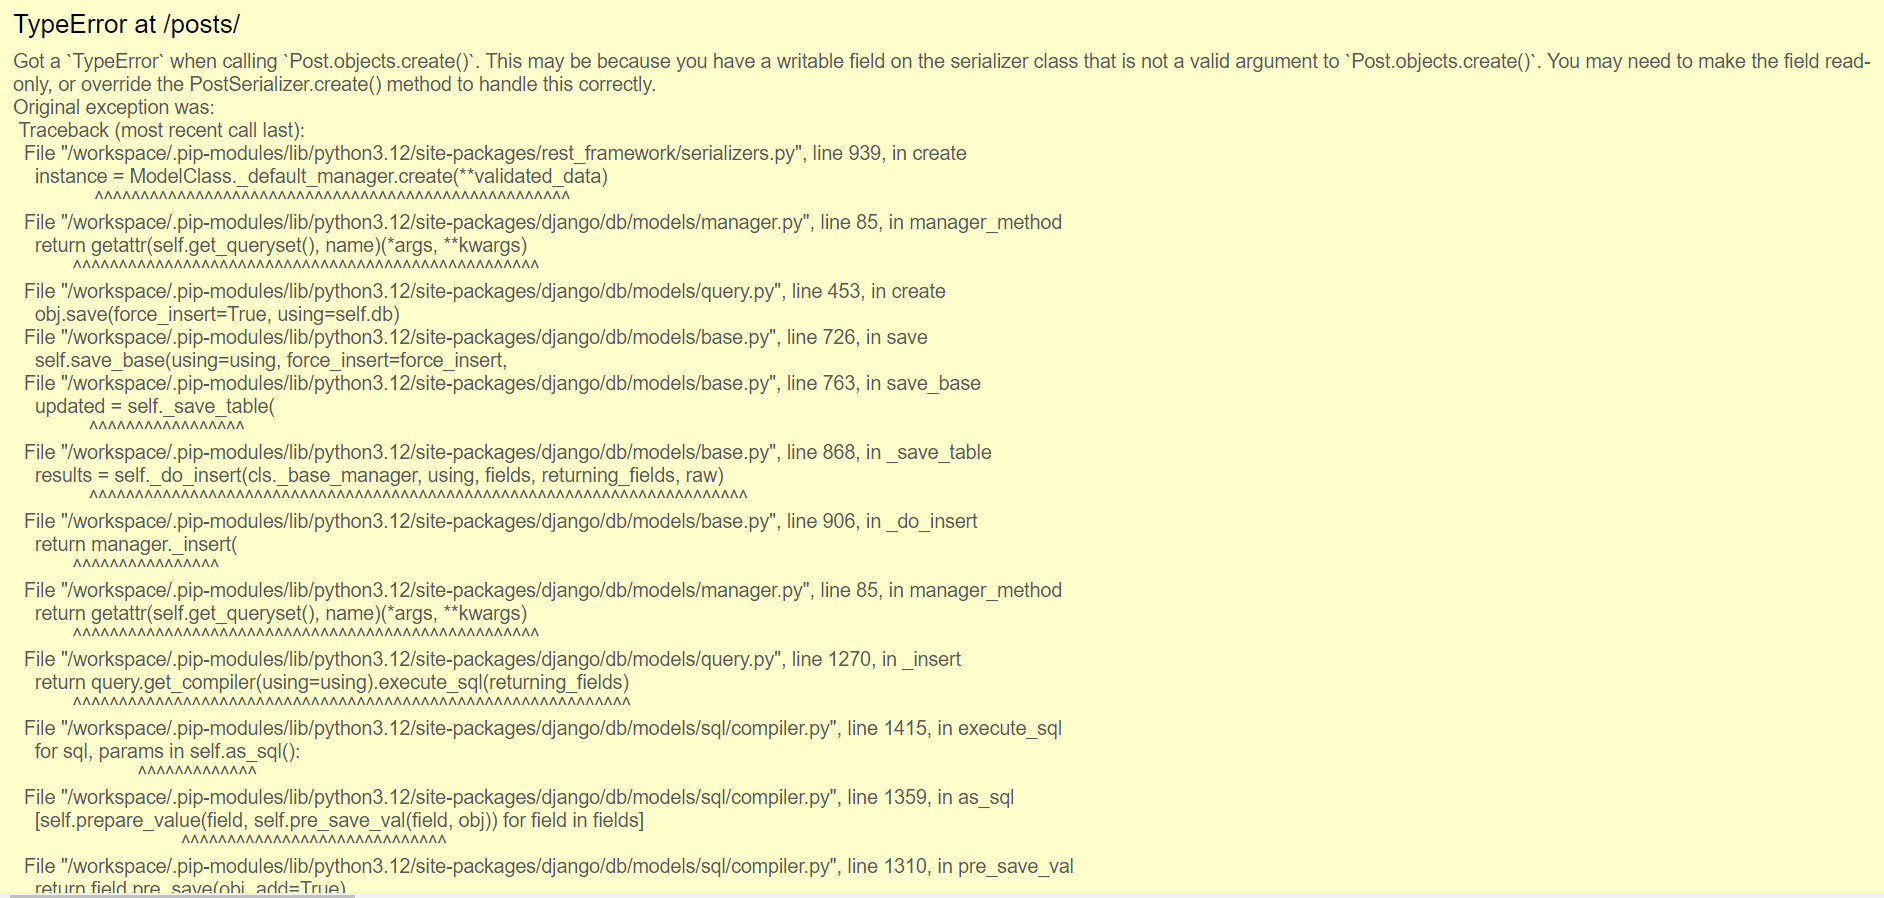 TypeError at /posts/
Got a `TypeError` when calling `Post.objects.create()`. This may be because you have a writable field on the serializer class that is not a valid argument to `Post.objects.create()`. You may need to make the field read-
only, or override the PostSerializer.create() method to handle this correctly.
Original exception was:
Traceback (most recent call last):
File "/workspace/.pip-modules/lib/python3.12/site-packages/rest_framework/serializers.py", line 939, in create
instance = ModelClass._default_manager.create(**validated_data)
^^^^^^^^^^^^^^^^^^^^^^^^^^^^^^^^^^^^^^^^^^^^^^^^^^^^
File "/workspace/.pip-modules/lib/python3.12/site-packages/django/db/models/manager.py", line 85, in manager_method
return getattr(self.get_queryset(), name)(*args, **kwargs)
^^^^^^^^^^^^^^^^^^^^^^^^^^^^^^^^^^^^^^^^^^^^^^^^^^^
File "/workspace/.pip-modules/lib/python3.12/site-packages/django/db/models/query.py", line 453, in create
obj.save(force_insert=True, using=self.db)
File "/workspace/.pip-modules/lib/python3.12/site-packages/django/db/models/base.py", line 726, in save
self.save_base(using=using, force_insert=force_insert,
File "/workspace/.pip-modules/lib/python3.12/site-packages/django/db/models/base.py", line 763, in save_base
updated = self._save_table(
^^^^^^^^^^^^^^^^^
File "/workspace/.pip-modules/lib/python3.12/site-packages/django/db/models/base.py", line 868, in _save_table
results = self._do_insert(cls._base_manager, using, fields, returning_fields, raw)
^^^^^^^^^^^^^^^^^^^^^^^^^^^^^^^^^^^^^^^^^^^^^^^^^^^^^^^^^^^^^^^^^^^^^^^^
File "/workspace/.pip-modules/lib/python3.12/site-packages/django/db/models/base.py", line 906, in _do_insert
return manager._insert(
^^^^^^^^^^^^^^^^
File "/workspace/.pip-modules/lib/python3.12/site-packages/django/db/models/manager.py", line 85, in manager_method
return getattr(self.get_queryset(), name)(*args, **kwargs)
^^^^^^^^^^^^^^^^^^^^^^^^^^^^^^^^^^^^^^^^^^^^^^^^^^^
File "/workspace/.pip-modules/lib/python3.12/site-packages/django/db/models/query.py", line 1270, in _insert
return query.get_compiler(using=using).execute_sql(returning_fields)
^^^^^^^^^^^^^^^^^^^^^^^^^^^^^^^^^^^^^^^^^^^^^^^^^^^^^^^^^^^^^
File "/workspace/.pip-modules/lib/python3.12/site-packages/django/db/models/sql/compiler.py", line 1415, in execute_sql
for sql, params in self.as_sql():
^^^^^^^^^^^^^
File "/workspace/.pip-modules/lib/python3.12/site-packages/django/db/models/sql/compiler.py", line 1359, in as_sql
[self.prepare_value(field, self.pre_save_val(field, obj)) for field in fields]
^^^^^^^^^^^^^^^^^^^^^^^^^^^^^
File "/workspace/.pip-modules/lib/python3.12/site-packages/django/db/models/sql/compiler.py", line 1310, in pre_save_val
return field.pre_save(obj, add=True)